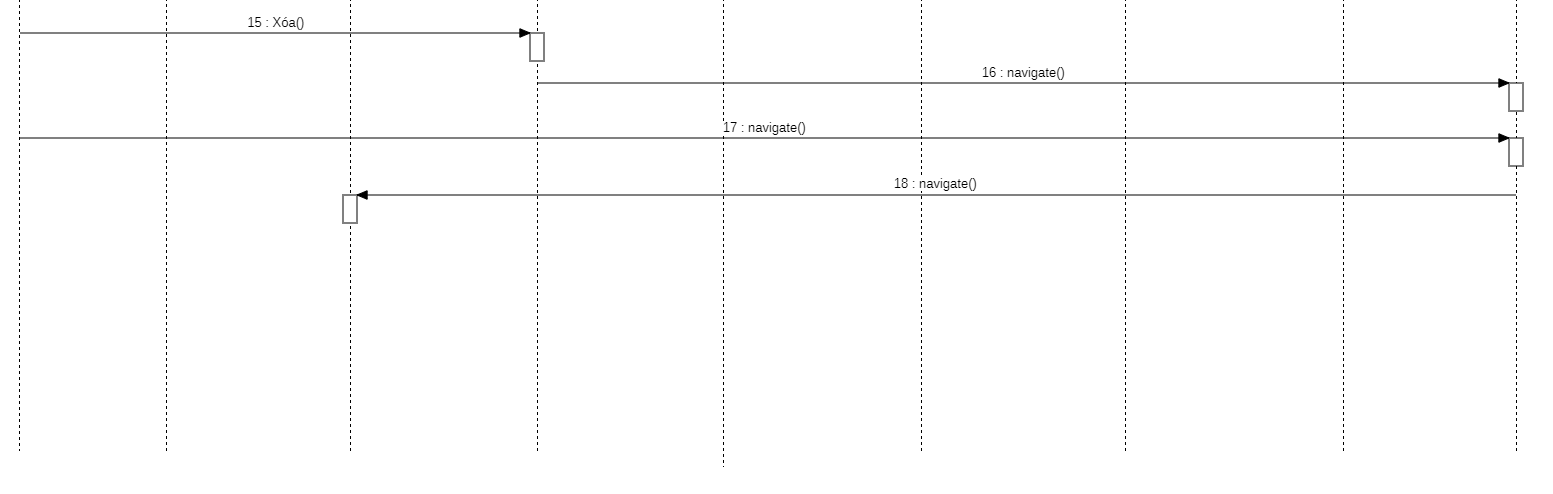 15 : Xóa()
16 : navigate()
17 : navigate()
18 : navigate()